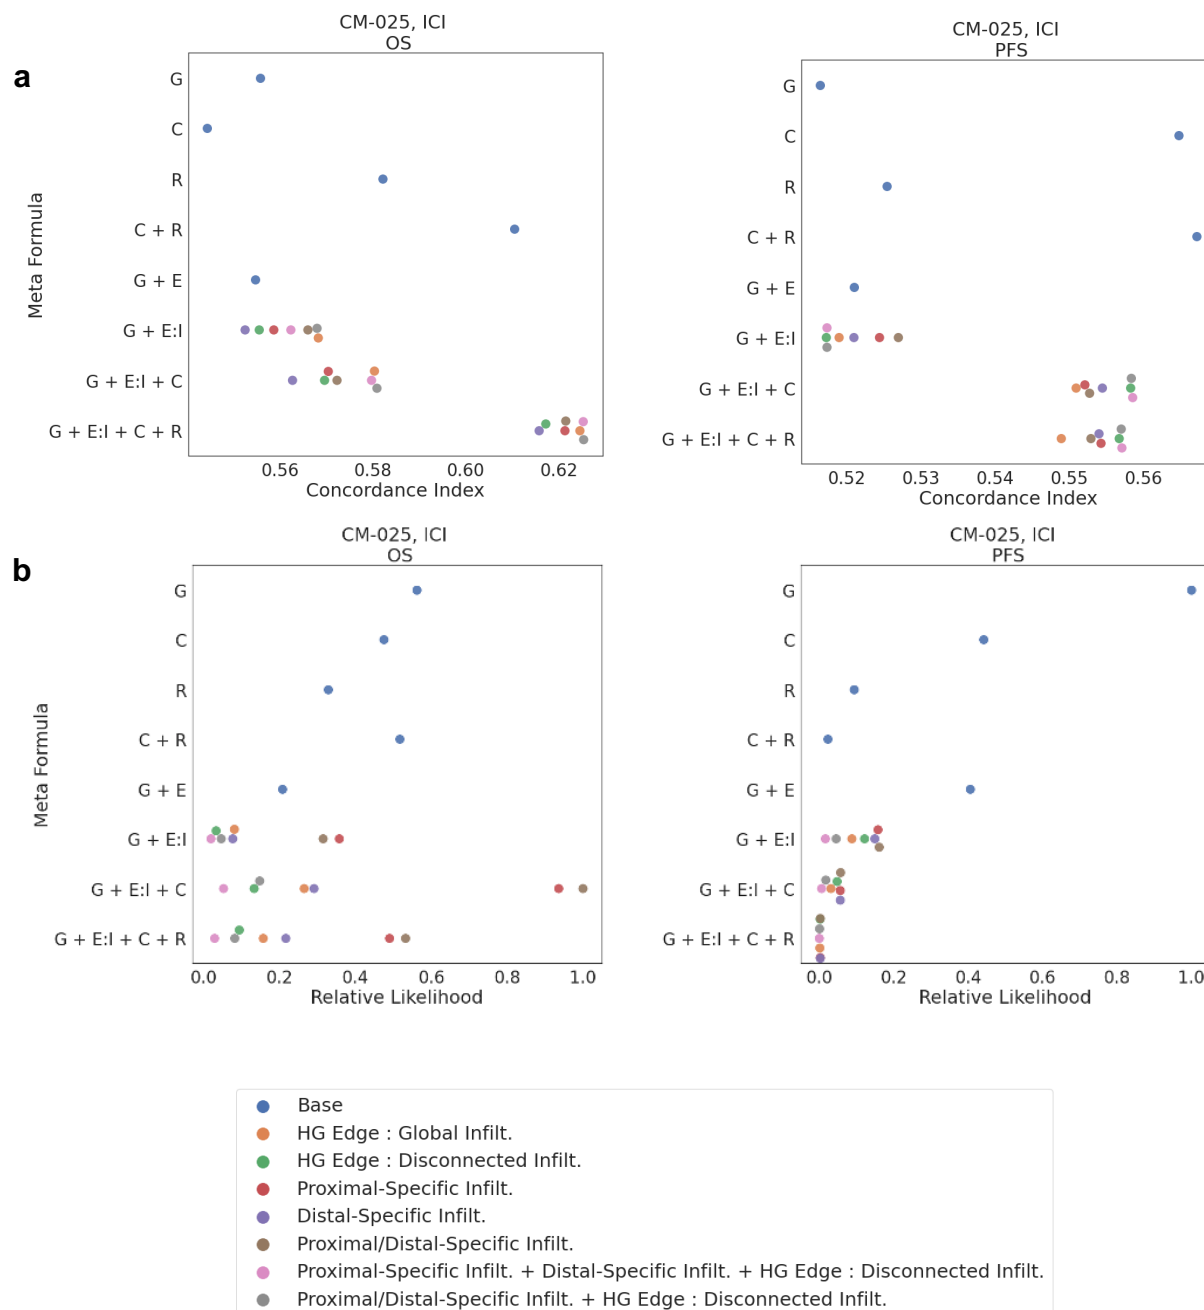 a
CM-025, ICI
OS
Meta Formula
G
C
R
C + R
G + E
G + E:I
G + E:I + C
G + E:I + C + R
0.56 0.58 0.60 0.62
Concordance Index
CM-025, ICI
PFS
G
C
R
C + R
G + E
G + E:I
G + E:I + C
G + E:I + C + R
0.52 0.53 0.54 0.55 0.56
Concordance Index
b
CM-025, ICI
OS
Meta Formula
G
C
R
C + R
G + E
G + E:I
G + E:I + C
G + E:I + C + R
0.0 0.2 0.4 0.6 0.8 1.0
Relative Likelihood
CM-025, ICI
PFS
G
C
R
C + R
G + E
G + E:I
G + E:I + C
G + E:I + C + R
0.0 0.2 0.4 0.6 0.8 1.0
Relative Likelihood
Base
HG Edge : Global Infilt.
HG Edge : Disconnected Infilt.
Proximal-Specific Infilt.
Distal-Specific Infilt.
Proximal/Distal-Specific Infilt.
Proximal-Specific Infilt. + Distal-Specific Infilt. + HG Edge : Disconnected Infilt.
Proximal/Distal-Specific Infilt. + HG Edge : Disconnected Infilt.